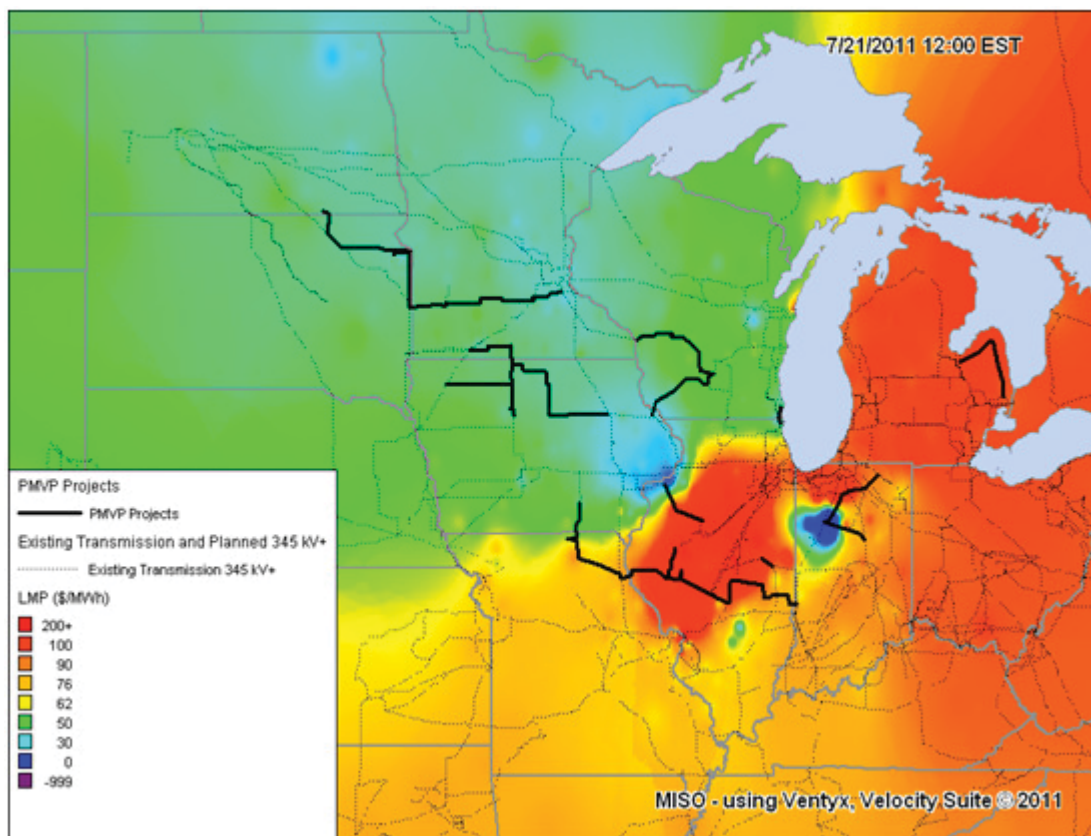 7/21/2011 12:00 EST
PMVP Projects
PMVP Projects
Existing Transmission and Planned 345 kV+
Existing Transmission 345 kV+
LMP ($/MWh)
200+
100
90
76
62
50
30
0
-999
MISO - using Ventyx, Velocity Suite © 2011